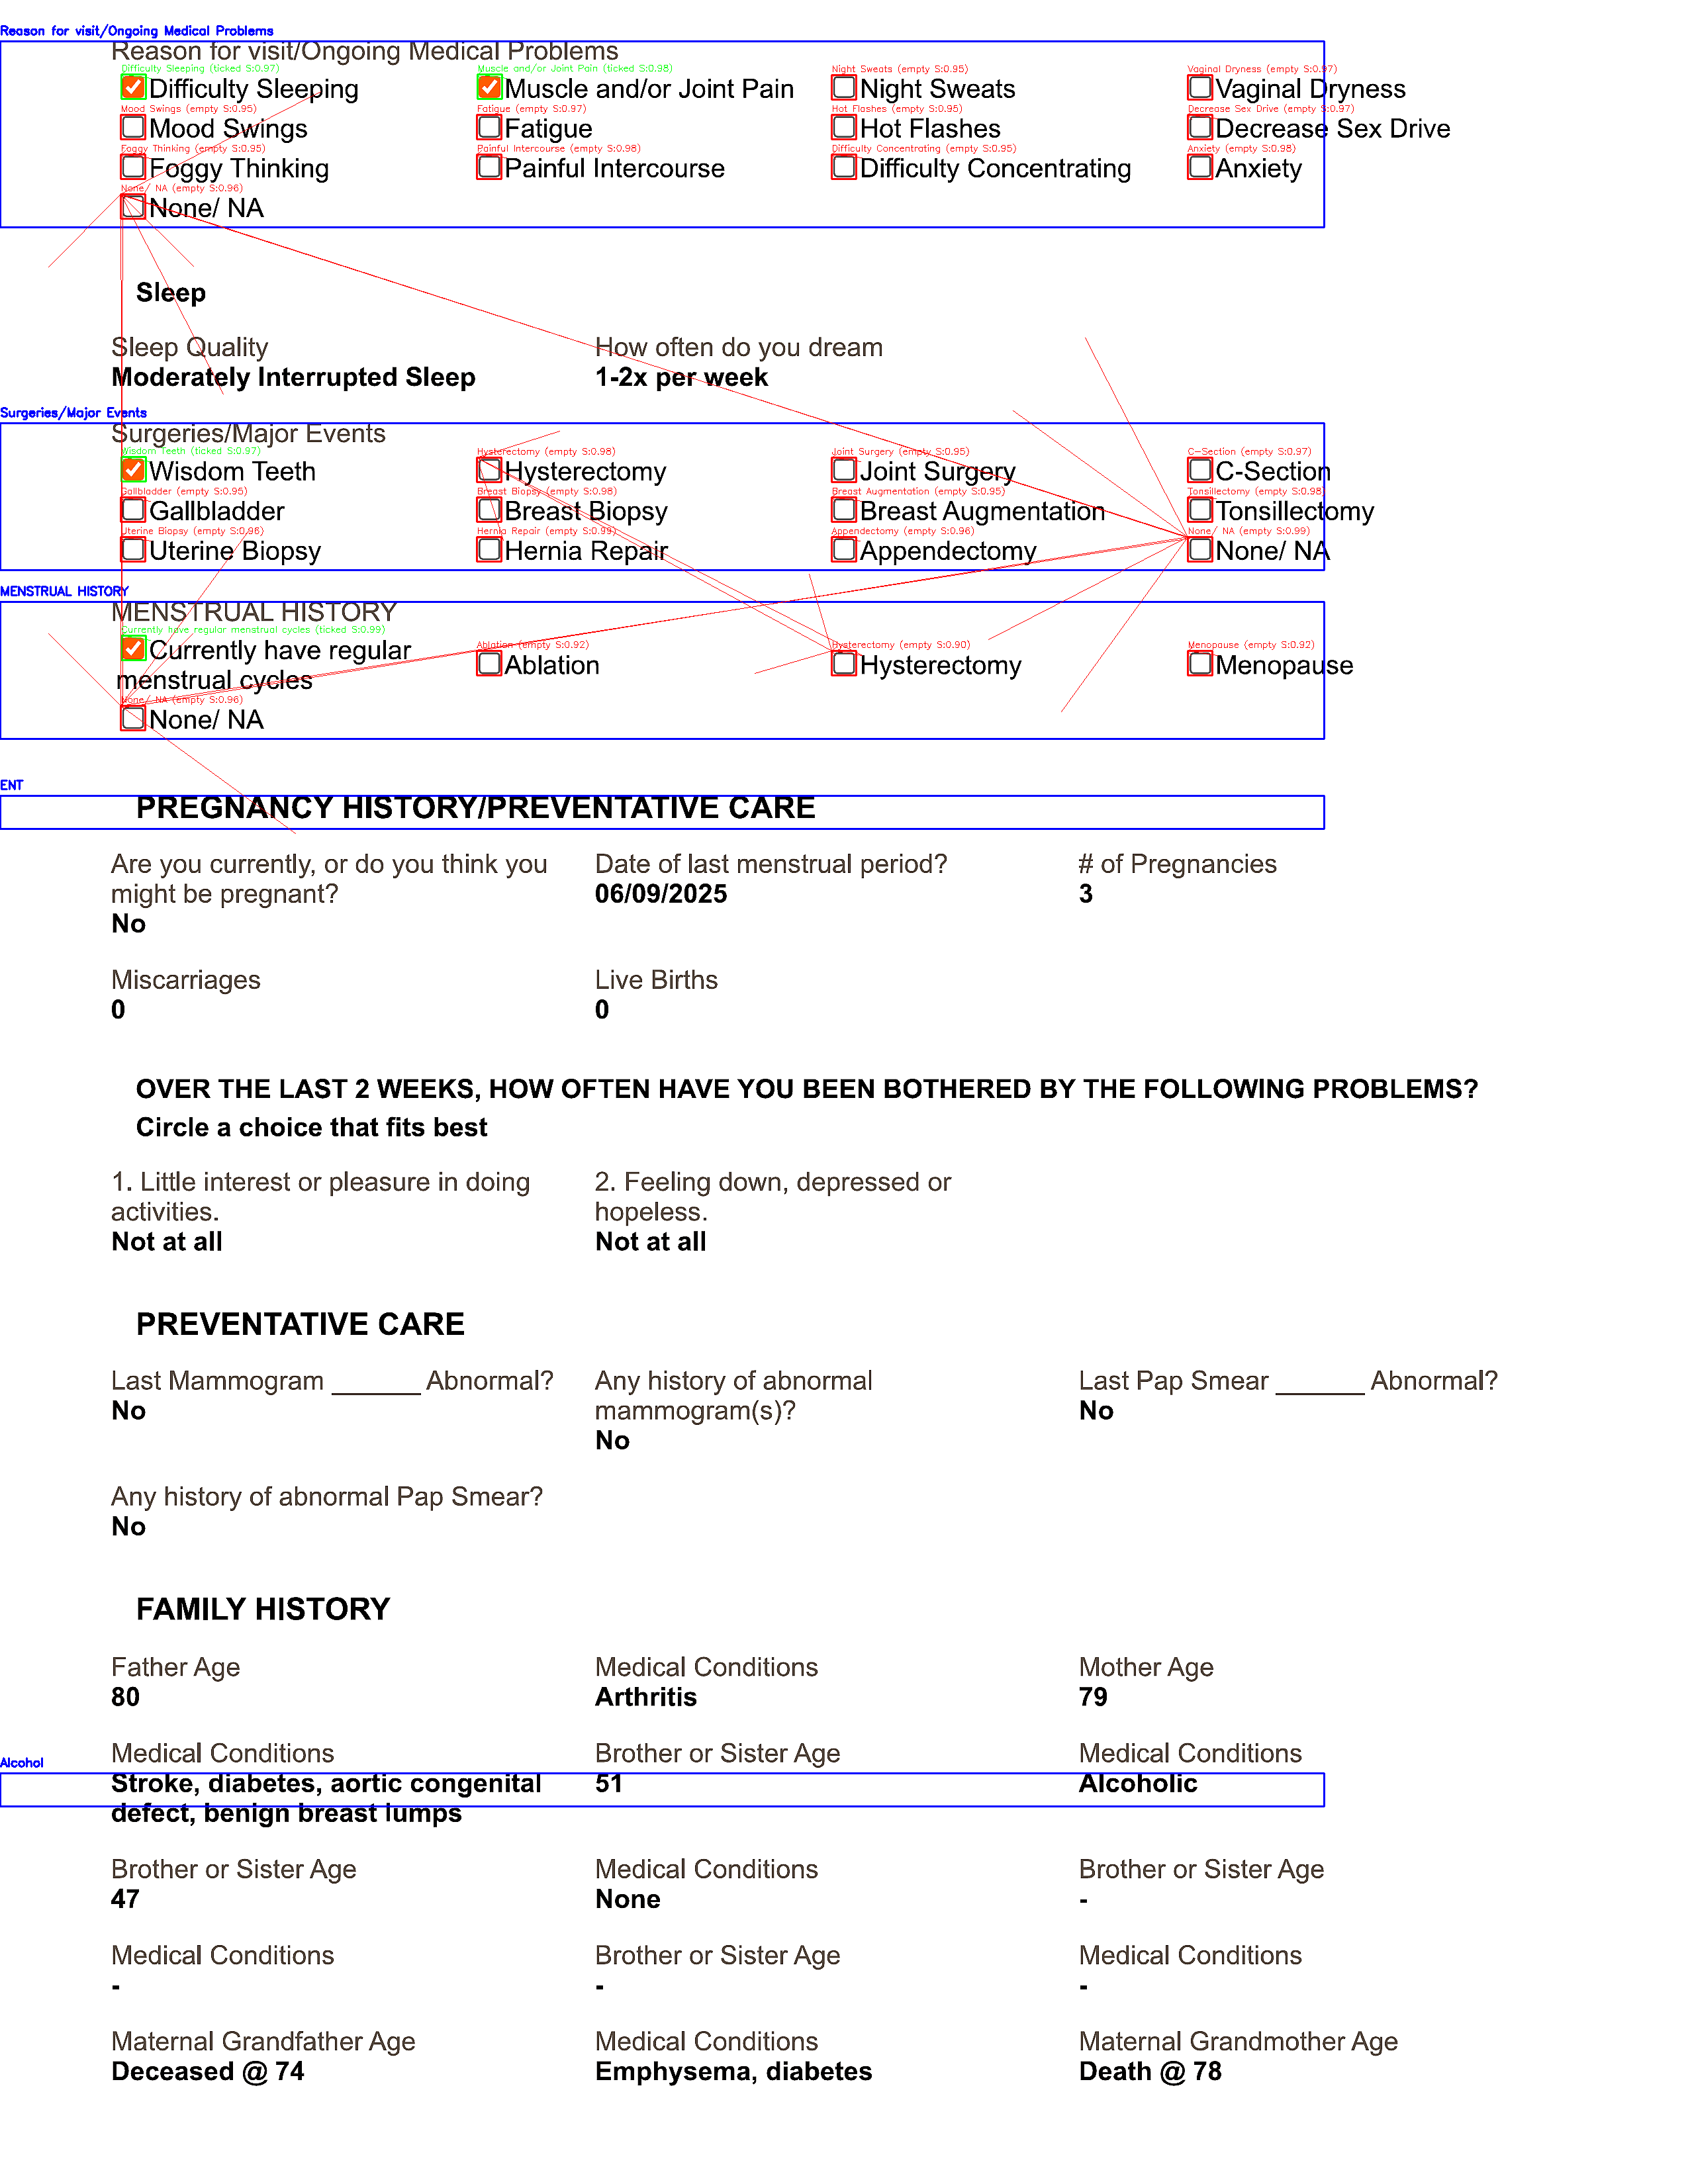 Reason for visit/Ongoing Medical Problems
Reason for visit/Ongoing Medical Problems
Difficulty Sleeping (ticked S:0.97) Muscle and/or Joint Pain (ticked S:0.98) Night Sweats (empty S:0.95) Vaginal Dryness (empty S:0.97)
Difficulty Sleeping Muscle and/or Joint Pain Night Sweats Vaginal Dryness
Mood Swings (empty S:0.95) Fatigue (empty S:0.97) Hot Flashes (empty S:0.95) Decrease Sex Drive (empty S:0.97)
Mood Swings Fatigue Hot Flashes Decrease Sex Drive
Foggy Thinking (empty S:0.95) Painful Intercourse (empty S:0.98) Difficulty Concentrating (empty S:0.95) Anxiety (empty S:0.98)
Foggy Thinking Painful Intercourse Difficulty Concentrating Anxiety
None/ NA (empty S:0.96)
None/ NA
Sleep
Sleep Quality How often do you dream
Moderately Interrupted Sleep 1-2x per week
Surgeries/Major Events
Surgeries/Major Events
Wisdom Teeth (ticked S:0.97) Hysterectomy (empty S:0.98) Joint Surgery (empty S:0.95) C-Section (empty S:0.97)
Wisdom Teeth Hysterectomy Joint Surgery C-Section
Gallbladder (empty S:0.95) Breast Biopsy (empty S:0.98) Breast Augmentation (empty S:0.95) Tonsillectomy (empty S:0.98)
Gallbladder Breast Biopsy Breast Augmentation Tonsillectomy
Uterine Biopsy (empty S:0.96) Hernia Repair (empty S:0.99) Appendectomy (empty S:0.96) None/ NA (empty S:0.99)
Uterine Biopsy Hernia Repair Appendectomy None/ NA
MENSTRUAL HISTORY
MENSTRUAL HISTORY
Currently have regular menstrual cycles (ticked S:0.99) Ablation (empty S:0.92) Hysterectomy (empty S:0.90) Menopause (empty S:0.92)
Currently have regular Ablation Hysterectomy Menopause
menstrual cycles
None/ NA (empty S:0.96)
None/ NA
ENT
PREGNANCY HISTORY/PREVENTATIVE CARE
Are you currently, or do you think you Date of last menstrual period? # of Pregnancies
might be pregnant? 06/09/2025 3
No
Miscarriages Live Births
0 0
OVER THE LAST 2 WEEKS, HOW OFTEN HAVE YOU BEEN BOTHERED BY THE FOLLOWING PROBLEMS?
Circle a choice that fits best
1. Little interest or pleasure in doing 2. Feeling down, depressed or
activities. hopeless.
Not at all Not at all
PREVENTATIVE CARE
Last Mammogram ______ Abnormal? Any history of abnormal Last Pap Smear ______ Abnormal?
No mammogram(s)? No
No
Any history of abnormal Pap Smear?
No
FAMILY HISTORY
Father Age Medical Conditions Mother Age
80 Arthritis 79
Alcohol
Medical Conditions Brother or Sister Age Medical Conditions
Stroke, diabetes, aortic congenital 51 Alcoholic
defect, benign breast lumps
Brother or Sister Age Medical Conditions Brother or Sister Age
47 None -
Medical Conditions Brother or Sister Age Medical Conditions
- - -
Maternal Grandfather Age Medical Conditions Maternal Grandmother Age
Deceased @ 74 Emphysema, diabetes Death @ 78